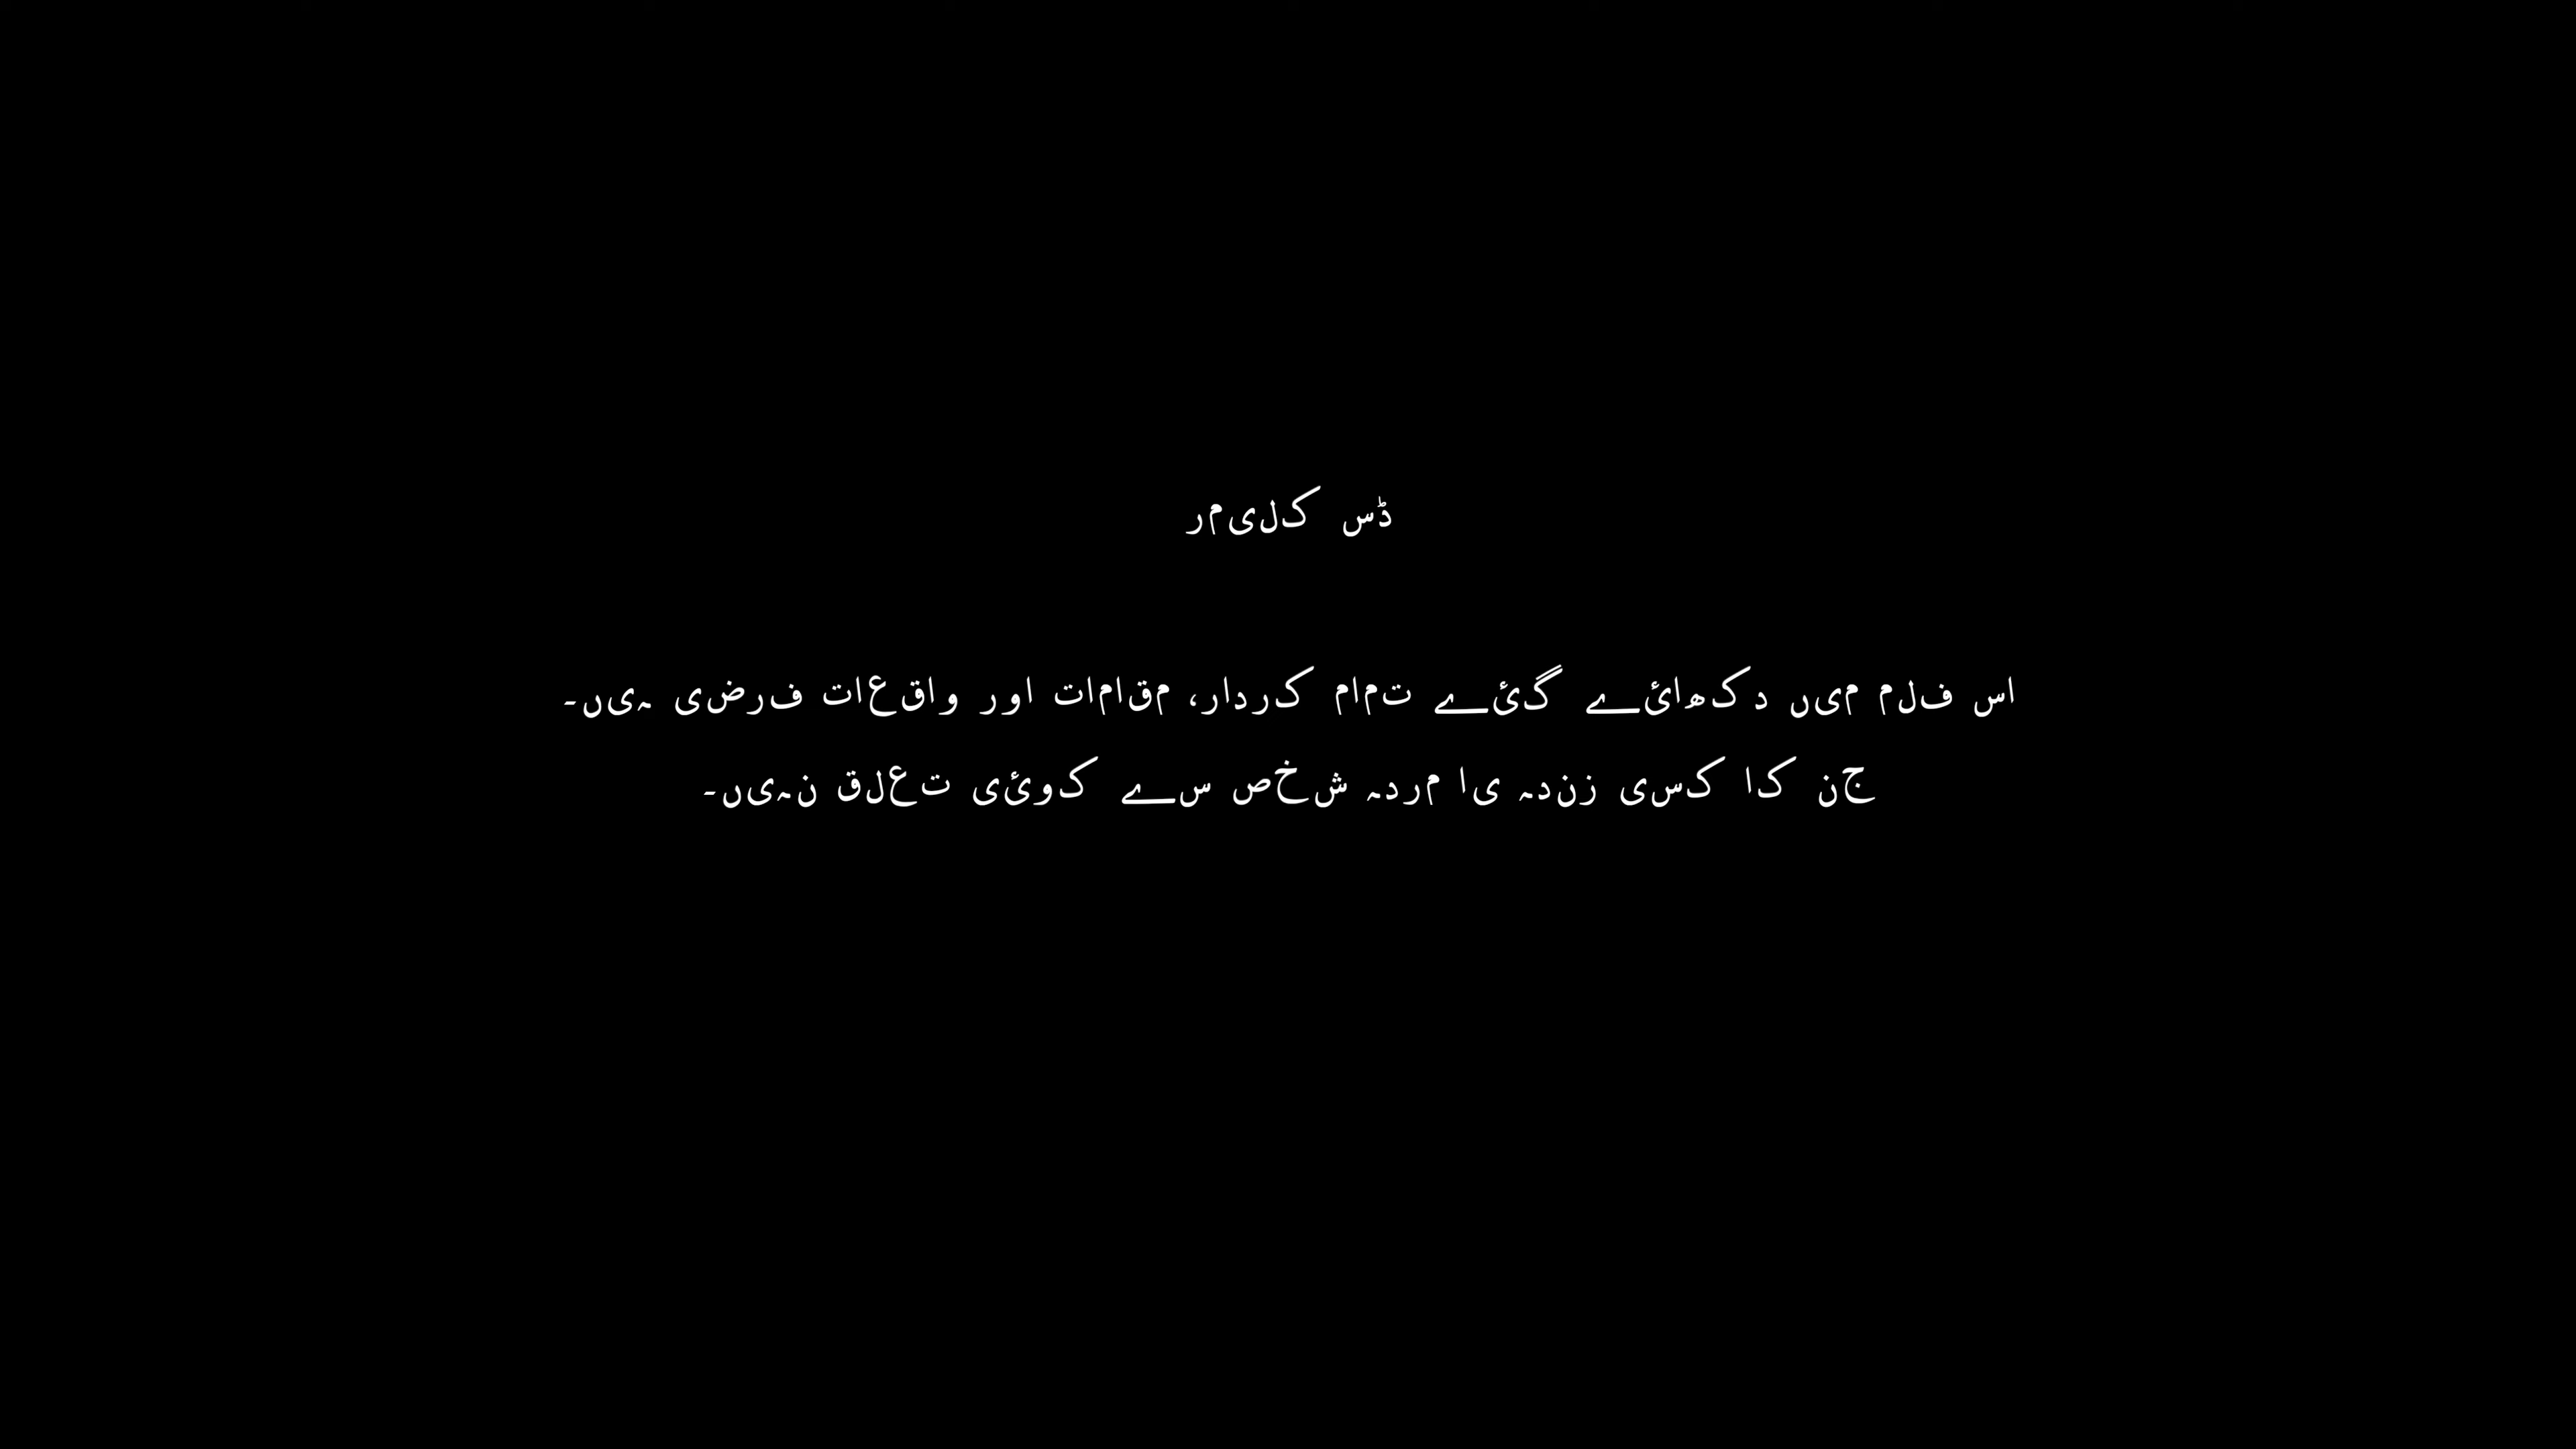 ڈس کلیمر
اس فلم میں دکھائے گئے تمام کردار، مقامات اور واقعات فرضی ہیں۔
جن کا کسی زندہ یا مردہ شخص سے کوئی تعلق نہیں۔